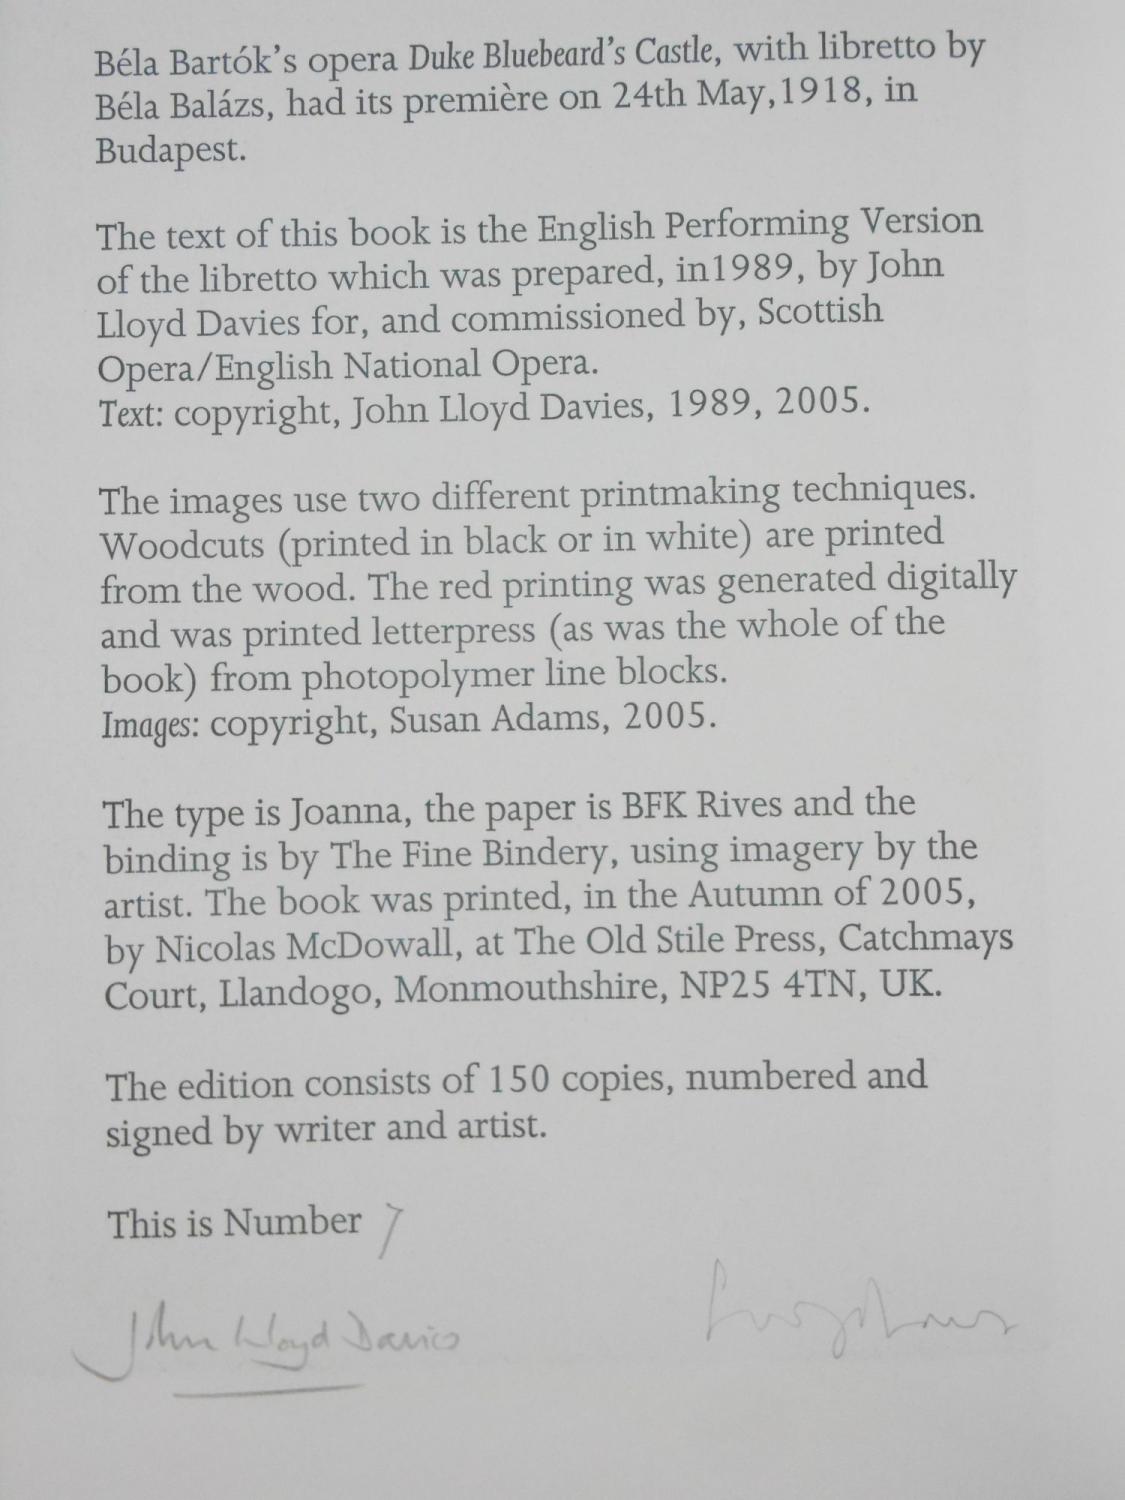 Béla Bartók's opera Duke Bluebeard's Castle, with libretto by
Béla Balázs, had its première on 24th May,1918, in
Budapest.
The text of this book is the English Performing Version
of the libretto which was prepared, in1989, by John
Lloyd Davies for, and commissioned by, Scottish
Opera/English National Opera.
Text: copyright, John Lloyd Davies, 1989, 2005.
The images use two different printmaking techniques.
Woodcuts (printed in black or in white) are printed
from the wood. The red printing was generated digitally
and was printed letterpress (as was the whole of the
book) from photopolymer line blocks.
Images: copyright, Susan Adams, 2005.
The type is Joanna, the paper is BFK Rives and the
binding is by The Fine Bindery, using imagery by the
artist. The book was printed, in the Autumn of 2005,
by Nicolas McDowall, at The Old Stile Press, Catchmays
Court, Llandogo, Monmouthshire, NP25 4TN, UK.
The edition consists of 150 copies, numbered and
signed by writer and artist.
This is Number 7
John Lloyd Davies